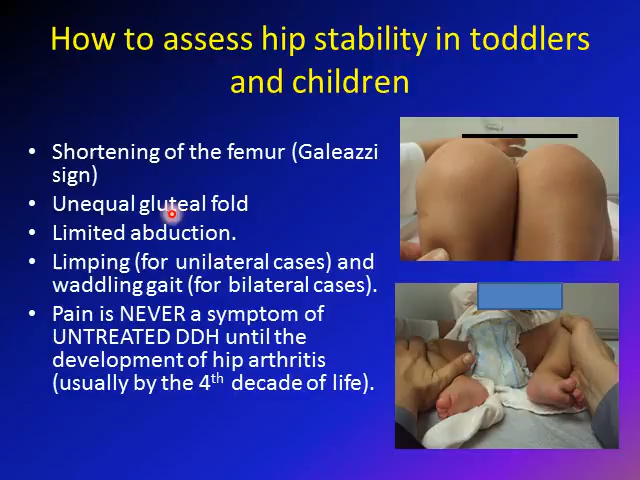 How to assess hip stability in toddlers
and children
• Shortening of the femur (Galeazzi
sign)
• Unequal gluteal fold
• Limited abduction.
• Limping (for unilateral cases) and
waddling gait (for bilateral cases).
• Pain is NEVER a symptom of
UNTREATED DDH until the
development of hip arthritis
(usually by the 4th decade of life).